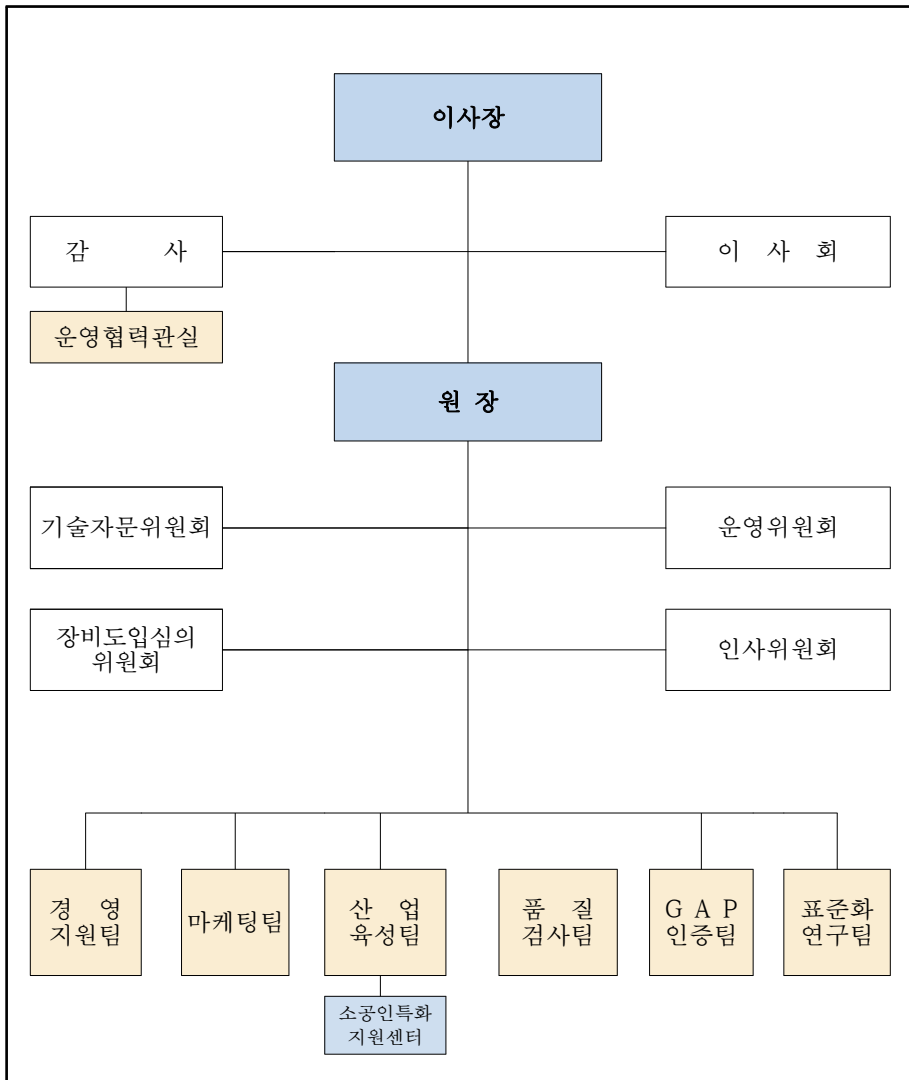 이사장
감 사
이 사 회
운영협력관실
원 장
기술자문위원회
운영위원회
장비도입심의
위원회
인사위원회
경 영
지원팀
마케팅팀
산 업
육성팀
품 질
검사팀
G A P
인증팀
표준화
연구팀
소공인특화
지원센터